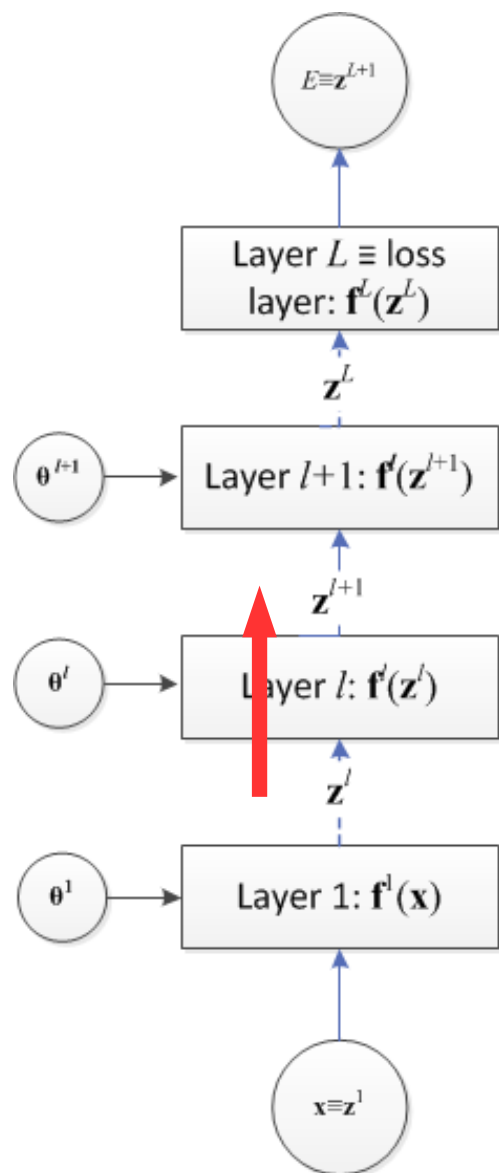 E≡z^{L+1}
Layer L ≡ loss
layer: f^L(z^L)
z^L
θ^{l+1}
Layer l+1: f^l(z^{l+1})
z^{l+1}
θ^l
Layer l: f^l(z^l)
z^l
θ^1
Layer 1: f^1(x)
x≡z^1